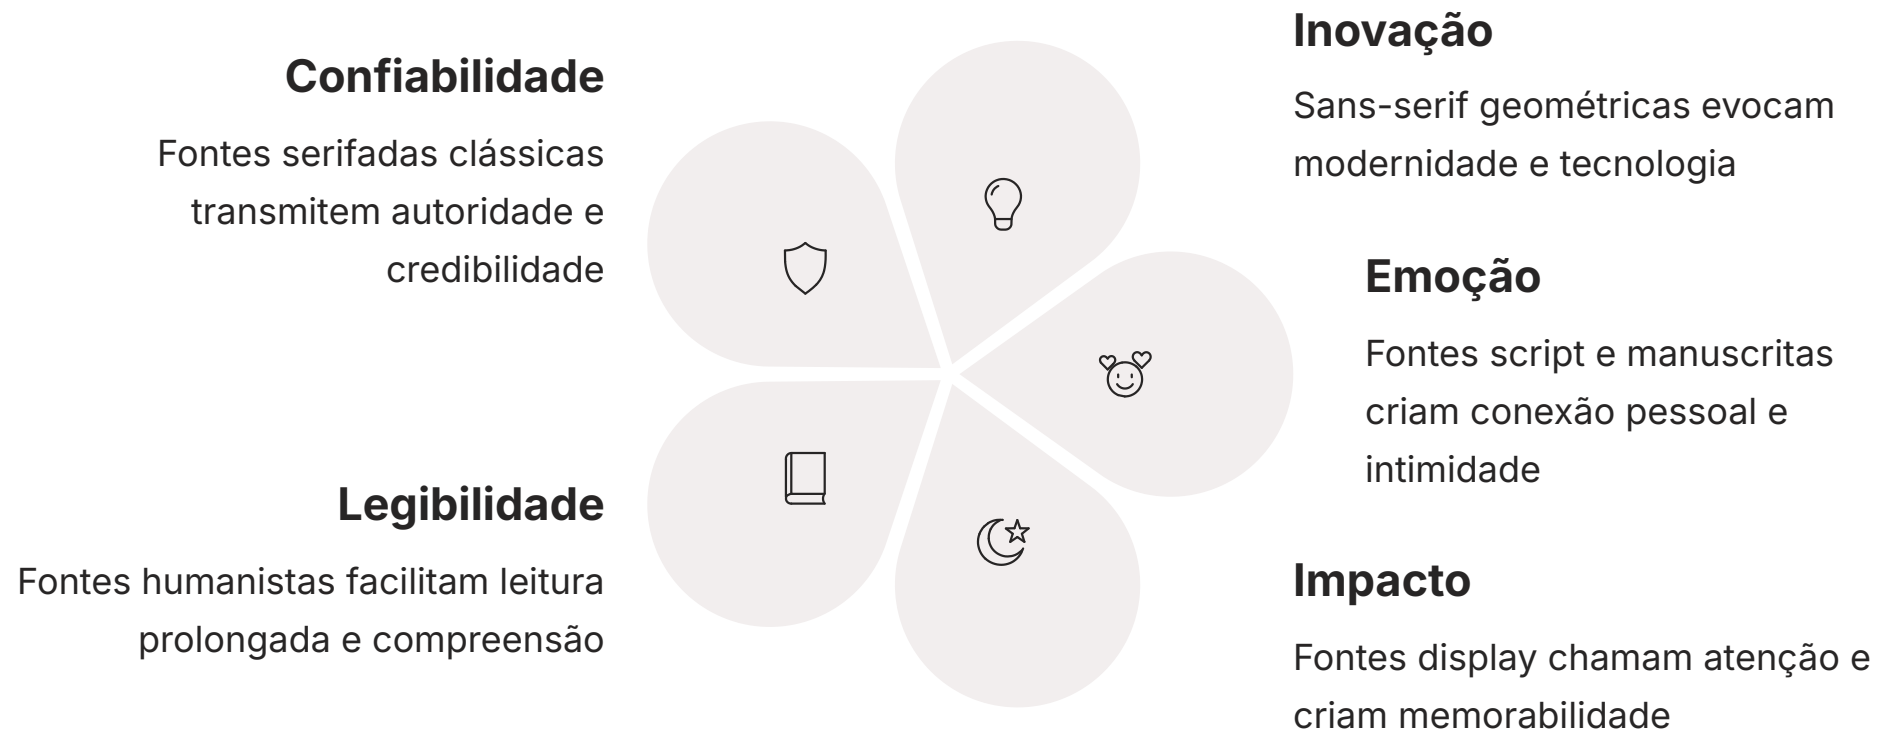 Confiabilidade
Fontes serifadas clássicas
transmitem autoridade e
credibilidade
Inovação
Sans-serif geométricas evocam
modernidade e tecnologia
Emoção
Fontes script e manuscritas
criam conexão pessoal e
intimidade
Legibilidade
Fontes humanistas facilitam leitura
prolongada e compreensão
Impacto
Fontes display chamam atenção e
criam memorabilidade